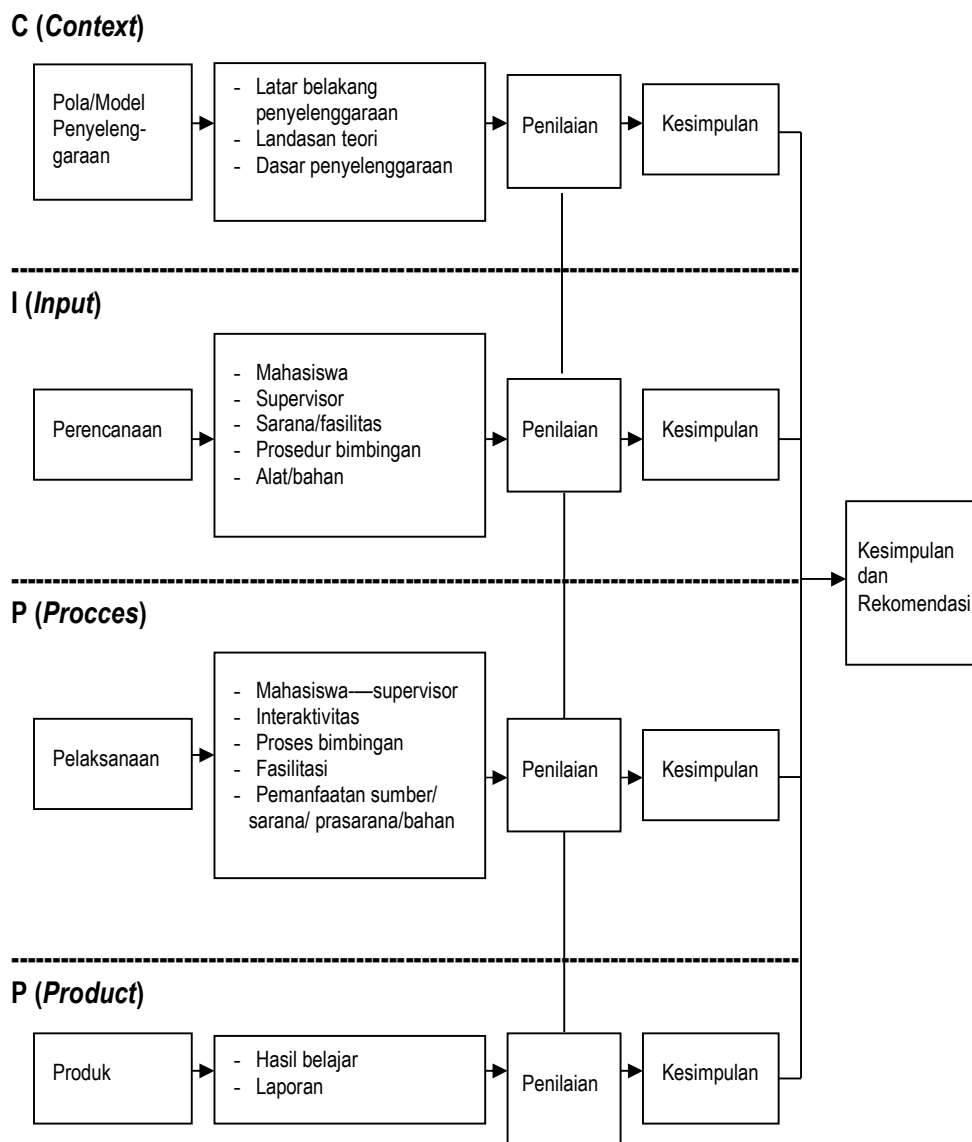 C (Context)
Pola/Model
Penyeleng-
garaan
- Latar belakang
penyelenggaraan
- Landasan teori
- Dasar penyelenggaraan
Penilaian
Kesimpulan
I (Input)
Perencanaan
- Mahasiswa
- Supervisor
- Sarana/fasilitas
- Prosedur bimbingan
- Alat/bahan
Penilaian
Kesimpulan
Kesimpulan
dan
Rekomendasi
P (Procces)
Pelaksanaan
- Mahasiswa-—supervisor
- Interaktivitas
- Proses bimbingan
- Fasilitasi
- Pemanfaatan sumber/
sarana/ prasarana/bahan
Penilaian
Kesimpulan
P (Product)
Produk
- Hasil belajar
- Laporan
Penilaian
Kesimpulan